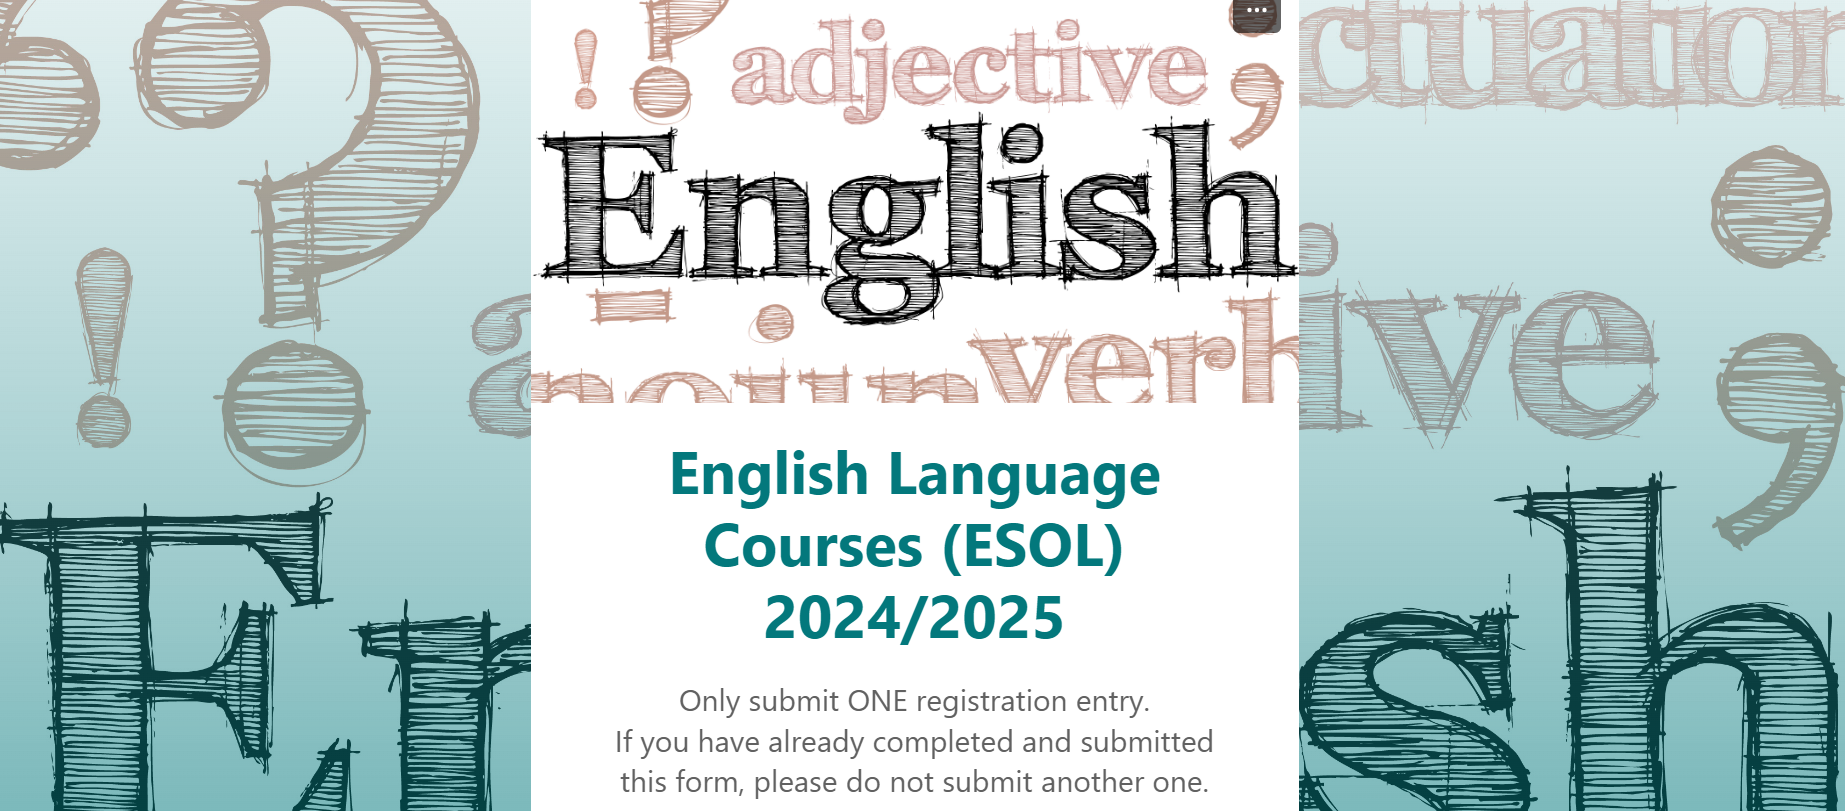 ! ? adjective ;
English
noun verb
English Language
Courses (ESOL)
2024/2025
Only submit ONE registration entry.
If you have already completed and submitted
this form, please do not submit another one.